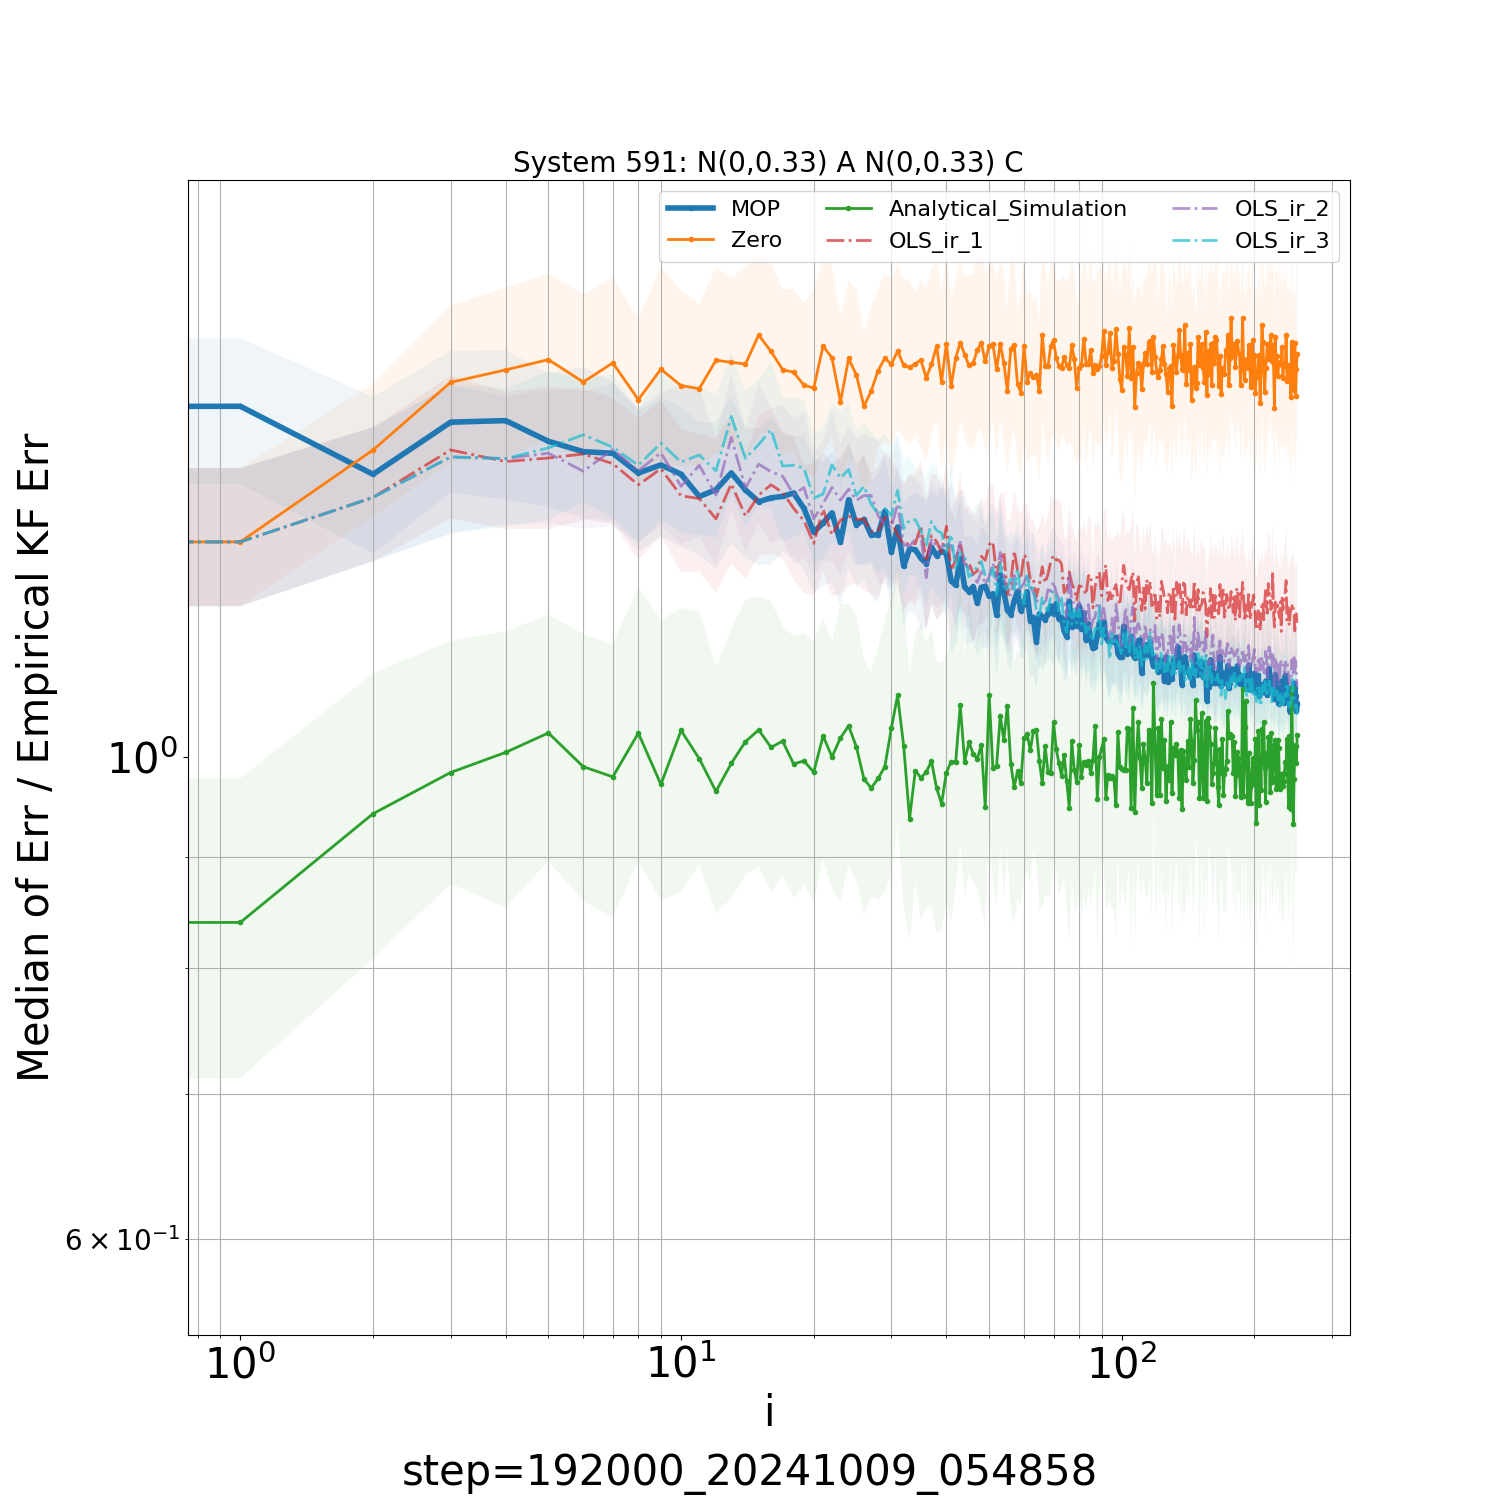 System 591: N(0,0.33) A N(0,0.33) C
MOP
Zero
Analytical_Simulation
OLS_ir_1
OLS_ir_2
OLS_ir_3
Median of Err / Empirical KF Err
10⁰
6 × 10⁻¹
10⁰ 10¹ 10²
i
step=192000_20241009_054858